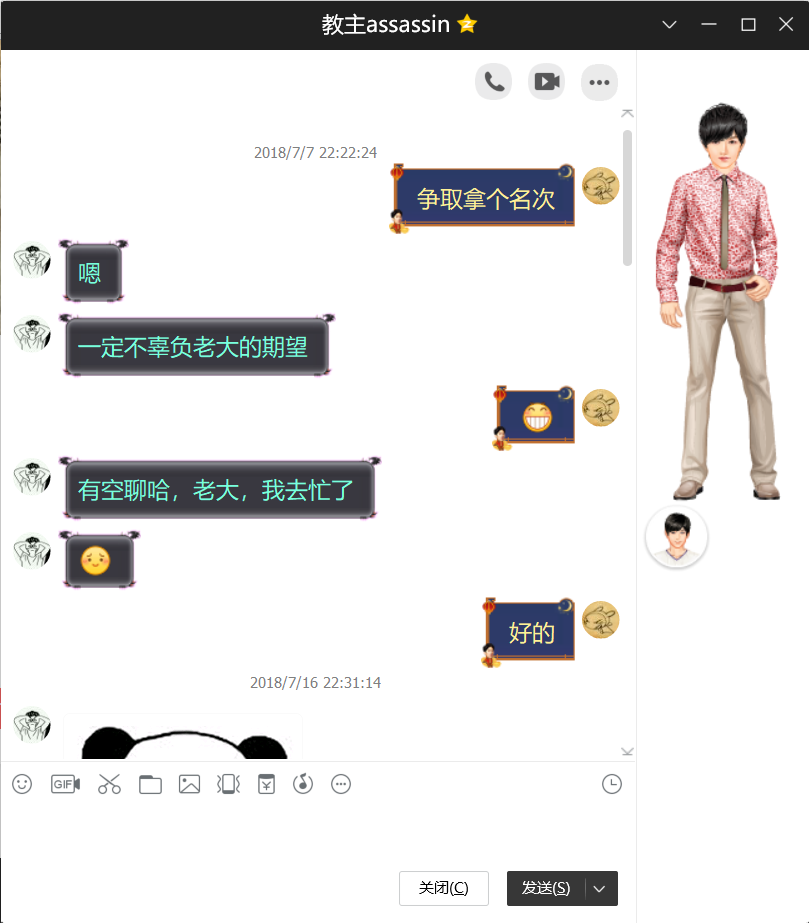 教主assassin
2018/7/7 22:22:24
争取拿个名次
嗯
一定不辜负老大的期望
有空聊哈，老大，我去忙了
好的
2018/7/16 22:31:14
GIF
关闭(C)
发送(S)